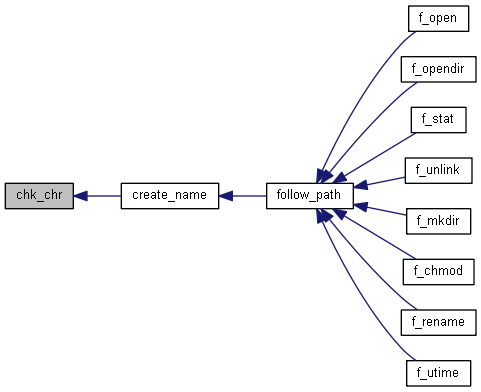 chk_chr
create_name
follow_path
f_open
f_opendir
f_stat
f_unlink
f_mkdir
f_chmod
f_rename
f_utime